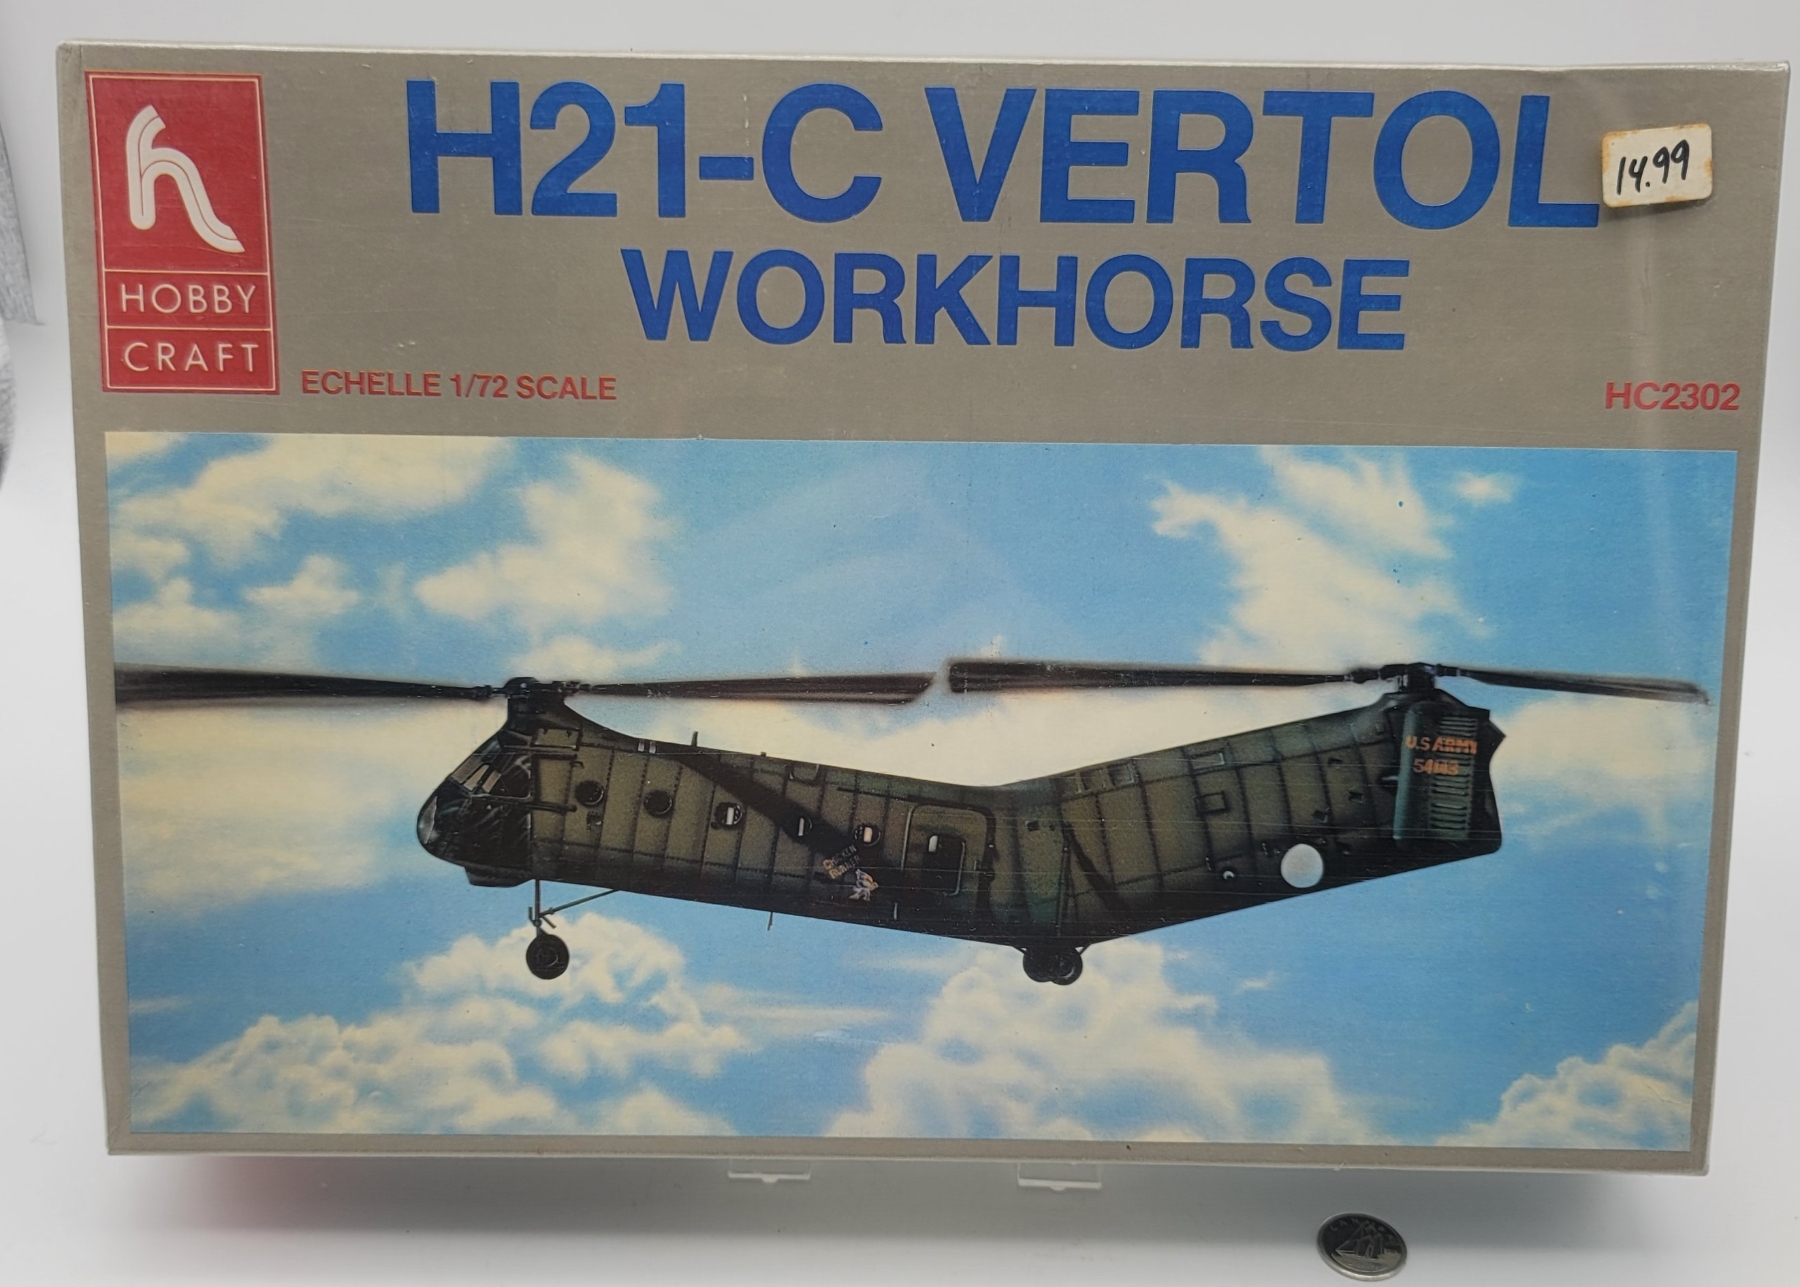 H21-C VERTOL
14.99
WORKHORSE
HOBBY
CRAFT
ECHELLE 1/72 SCALE
HC2302
U.S ARMY